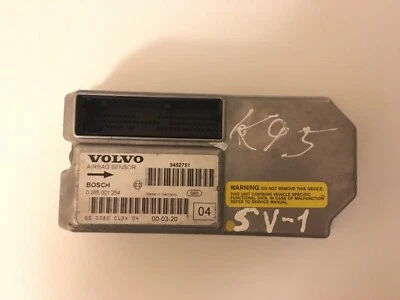 K95
VOLVO
9452751
AIRBAG SENSOR
BOSCH
Made in Germany
0 285 001 254
00-03-20
04
WARNING: DO NOT REMOVE THIS DEVICE.
THIS UNIT CONTAINS VEHICLE SPECIFIC
FUNCTIONAL DATA. IN CASE OF MALFUNCTION
REFER TO SERVICE MANUAL.
SV-1